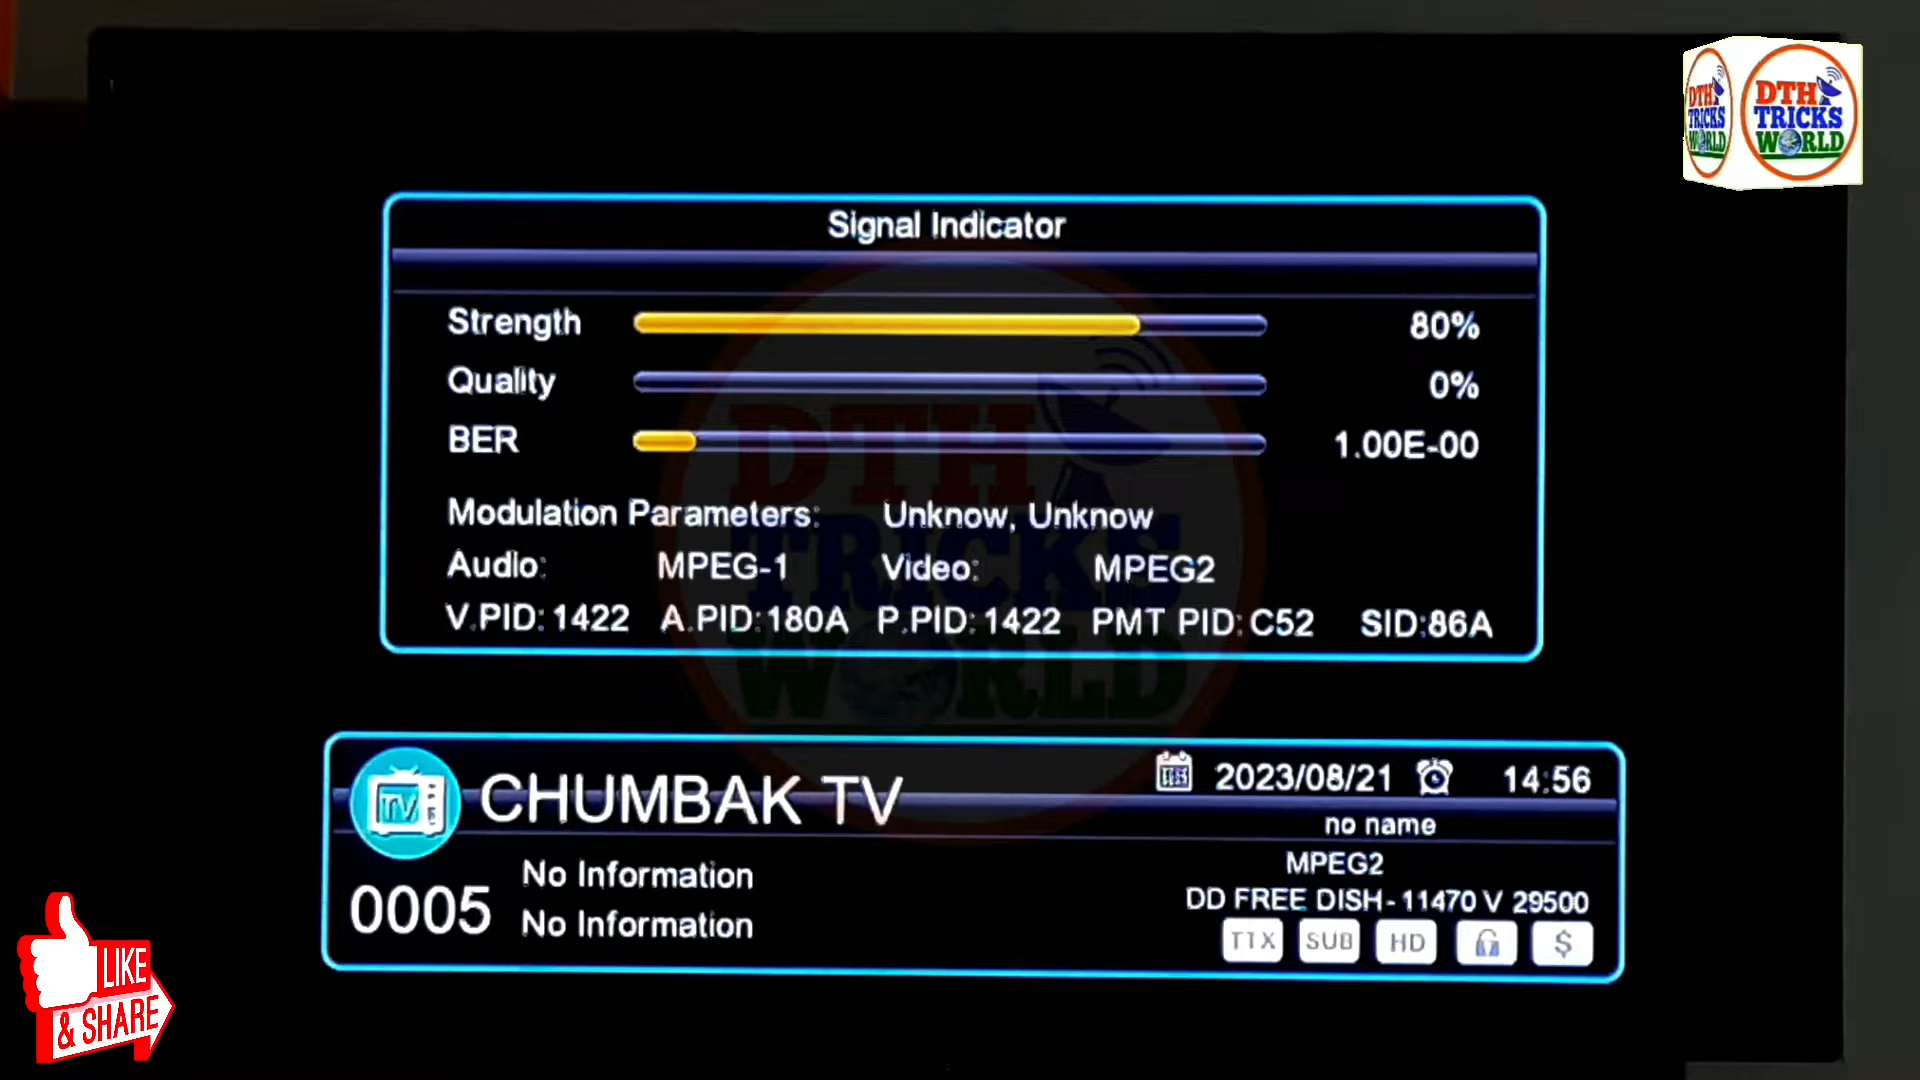 DTH
TRICKS
WORLD
DTH
TRICKS
WORLD
Signal Indicator
Strength 80%
Quality 0%
BER 1.00E-00
Modulation Parameters: Unknow, Unknow
Audio: MPEG-1 Video: MPEG2
V.PID: 1422 A.PID:180A P.PID: 1422 PMT PID: C52 SID:86A
DTH
TRICKS
WORLD
CHUMBAK TV 2023/08/21 14:56
no name
No Information MPEG2
0005 No Information DD FREE DISH - 11470 V 29500
TTX SUB HD $
LIKE
& SHARE